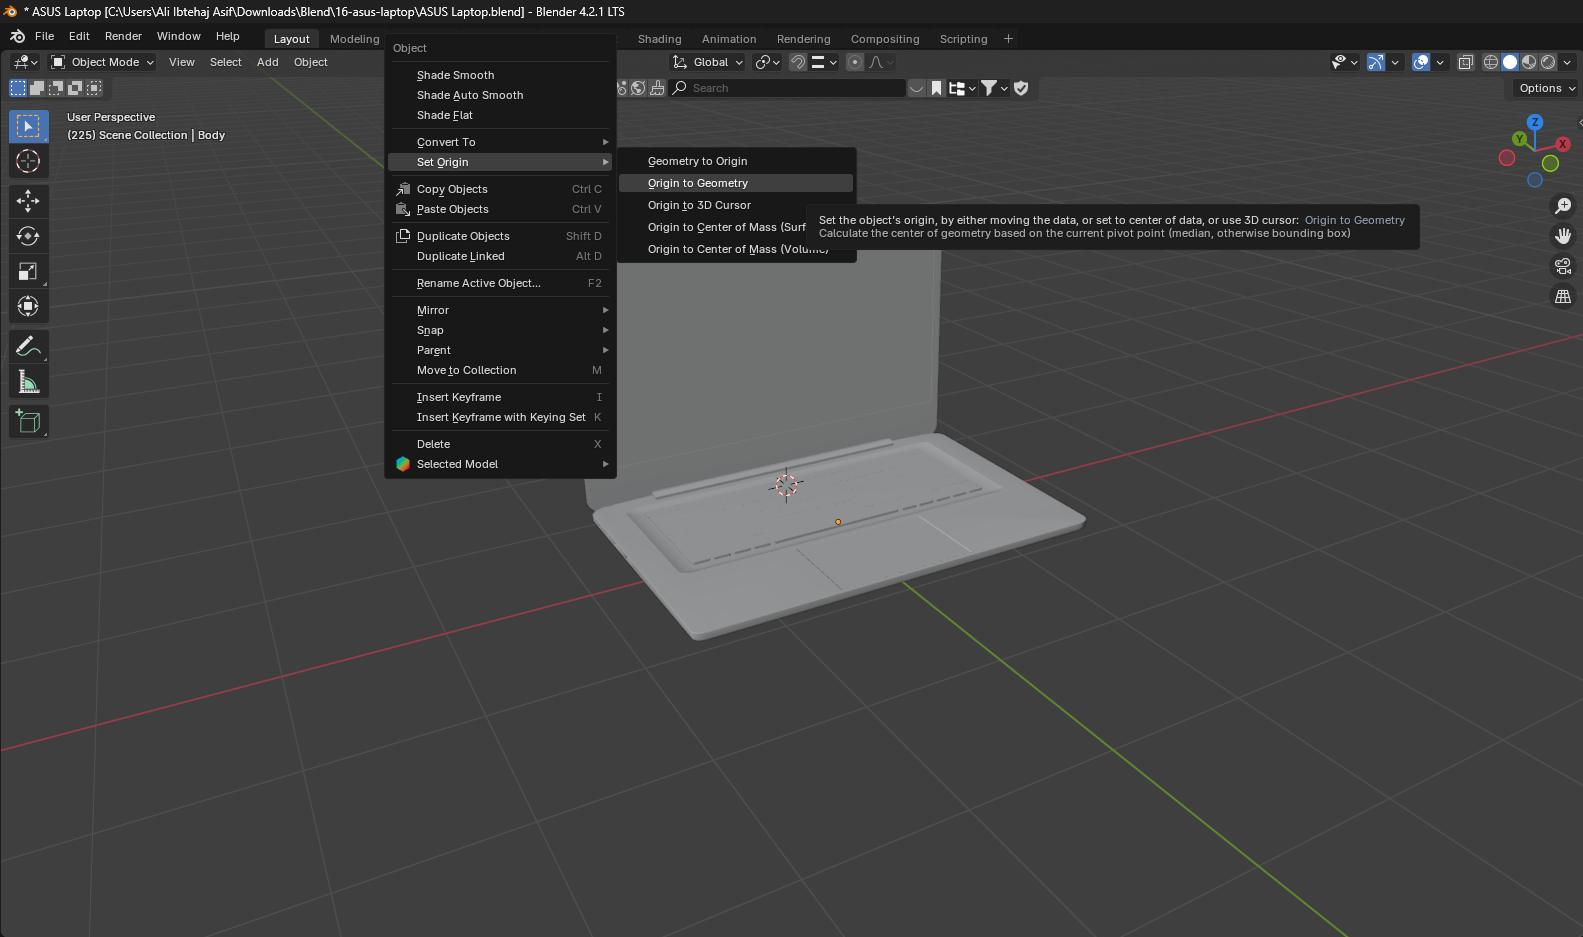 * ASUS Laptop [C:\Users\Ali Ibtehaj Asif\Downloads\Blend\16-asus-laptop\ASUS Laptop.blend] - Blender 4.2.1 LTS
File Edit Render Window Help Layout Modeling Shading Animation Rendering Compositing Scripting +
Object Mode View Select Add Object Global
Search Options
User Perspective
(225) Scene Collection | Body
Object
Shade Smooth
Shade Auto Smooth
Shade Flat
Convert To
Set Origin
Copy Objects Ctrl C
Paste Objects Ctrl V
Duplicate Objects Shift D
Duplicate Linked Alt D
Rename Active Object... F2
Mirror
Snap
Parent
Move to Collection M
Insert Keyframe I
Insert Keyframe with Keying Set K
Delete X
Selected Model
Geometry to Origin
Origin to Geometry
Origin to 3D Cursor
Origin to Center of Mass (Surf
Origin to Center of Mass (Volume)
Set the object's origin, by either moving the data, or set to center of data, or use 3D cursor: Origin to Geometry
Calculate the center of geometry based on the current pivot point (median, otherwise bounding box)
Z
Y
X